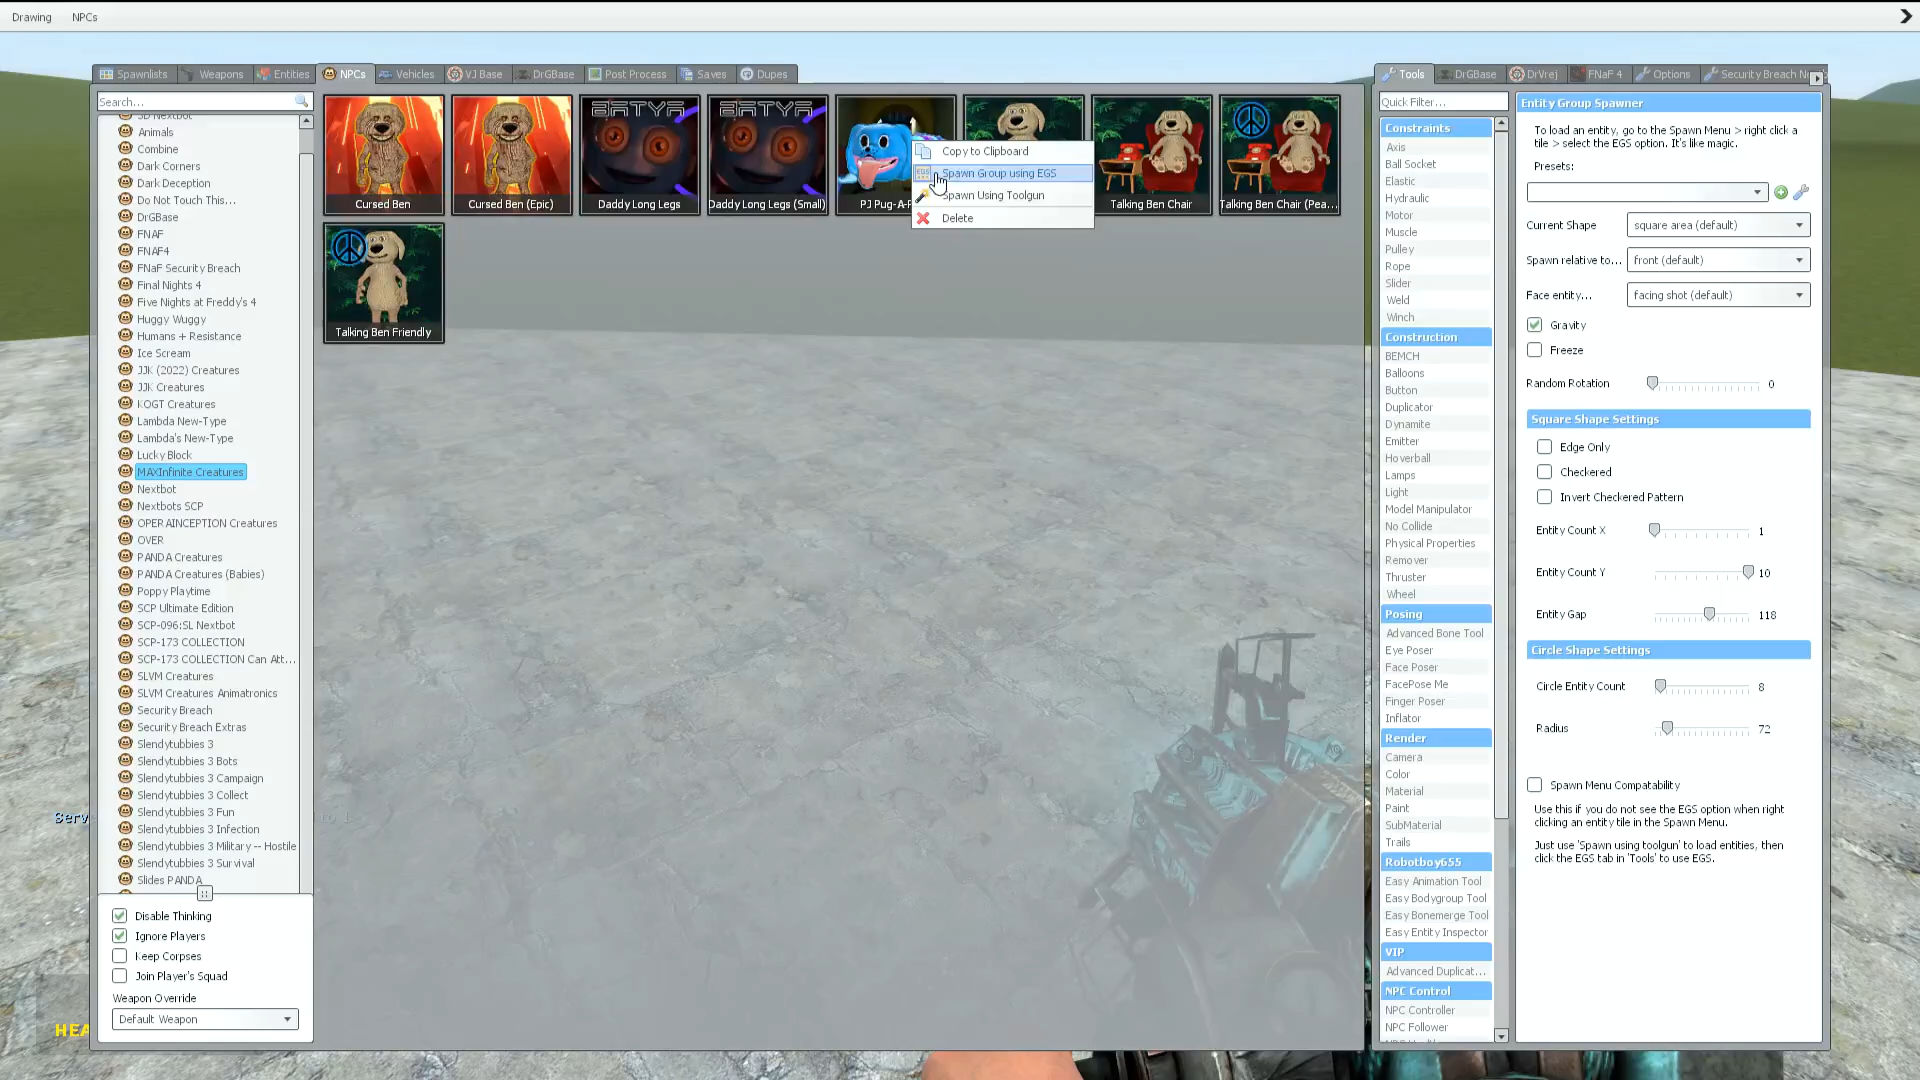 Drawing NPCs
Spawnlists Weapons Entities NPCs Vehicles VJ Base DrGBase Post Process Saves Dupes
Search...
Animals
Combine
Dark Corners
Dark Deception
Do Not Touch This...
DrGBase
FNAF
FNAF4
FNaF Security Breach
Final Nights 4
Five Nights at Freddy's 4
Huggy Wuggy
Humans + Resistance
Ice Scream
JJK (2022) Creatures
JJK Creatures
KOGT Creatures
Lambda New-Type
Lambda's New-Type
Lucky Block
MAXInfinite Creatures
Nextbot
Nextbots SCP
OPERAINCEPTION Creatures
OVER
PANDA Creatures
PANDA Creatures (Babies)
Poppy Playtime
SCP Ultimate Edition
SCP-096:SL Nextbot
SCP-173 COLLECTION
SCP-173 COLLECTION Can Att...
SLVM Creatures
SLVM Creatures Animatronics
Security Breach
Security Breach Extras
Slendytubbies 3
Slendytubbies 3 Bots
Slendytubbies 3 Campaign
Slendytubbies 3 Collect
Slendytubbies 3 Fun
Slendytubbies 3 Infection
Slendytubbies 3 Military -- Hostile
Slendytubbies 3 Survival
Slides PANDA
Disable Thinking
Ignore Players
Keep Corpses
Join Player's Squad
Weapon Override
Default Weapon
Cursed Ben
Cursed Ben (Epic)
Daddy Long Legs
Daddy Long Legs (Small)
PJ Pug-A-P
Talking Ben Chair
Talking Ben Chair (Pea...
Talking Ben Friendly
Copy to Clipboard
Spawn Group using EGS
Spawn Using Toolgun
Delete
Tools DrGBase DrVrej FNaF 4 Options Security Breach
Quick Filter...
Constraints
Axis
Ball Socket
Elastic
Hydraulic
Motor
Muscle
Pulley
Rope
Slider
Weld
Winch
Construction
BEMCH
Balloons
Button
Duplicator
Dynamite
Emitter
Hoverball
Lamps
Light
Model Manipulator
No Collide
Physical Properties
Remover
Thruster
Wheel
Posing
Advanced Bone Tool
Eye Poser
Face Poser
FacePose Me
Finger Poser
Inflator
Render
Camera
Color
Material
Paint
SubMaterial
Trails
Robotboy655
Easy Animation Tool
Easy Bodygroup Tool
Easy Bonemerge Tool
Easy Entity Inspector
VIP
Advanced Duplicat...
NPC Control
NPC Controller
NPC Follower
Entity Group Spawner
To load an entity, go to the Spawn Menu > right click a
tile > select the EGS option. It's like magic.
Presets:
Current Shape square area (default)
Spawn relative to... front (default)
Face entity... facing shot (default)
Gravity
Freeze
Random Rotation 0
Square Shape Settings
Edge Only
Checkered
Invert Checkered Pattern
Entity Count X 1
Entity Count Y 10
Entity Gap 118
Circle Shape Settings
Circle Entity Count 8
Radius 72
Spawn Menu Compatability
Use this if you do not see the EGS option when right
clicking an entity tile in the Spawn Menu.
Just use 'Spawn using toolgun' to load entities, then
click the EGS tab in 'Tools' to use EGS.
Serv
HEA